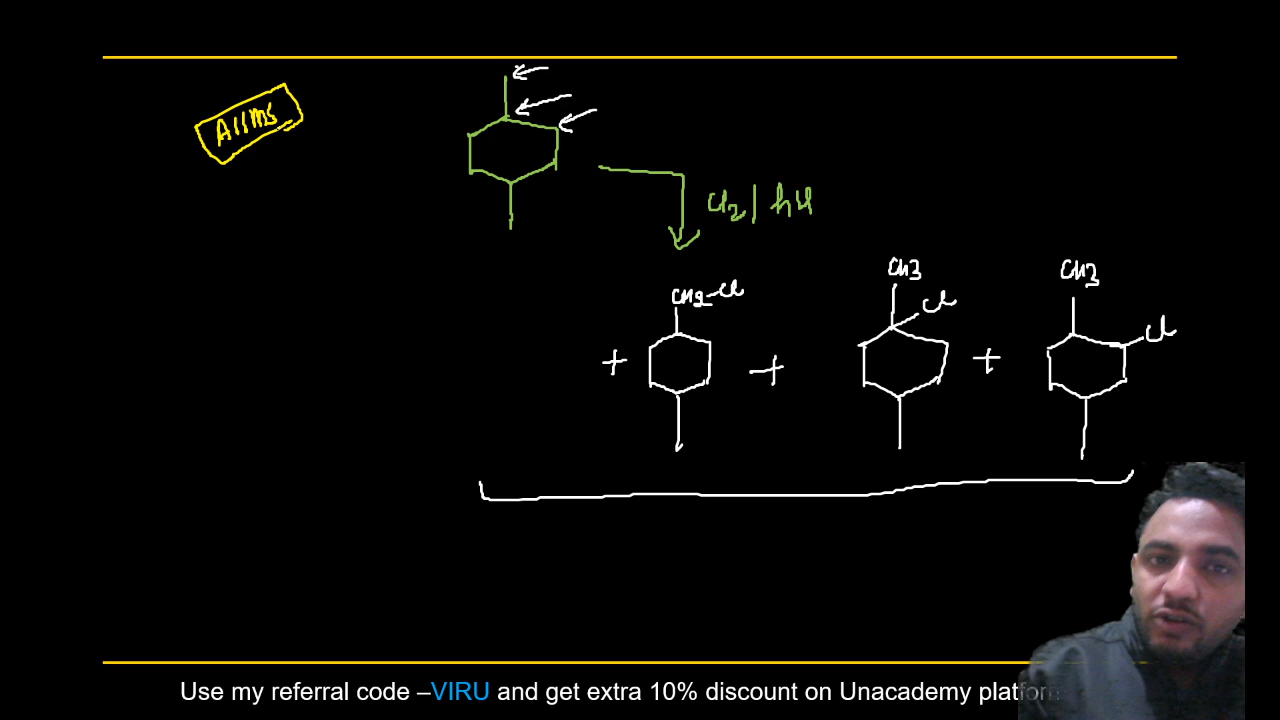 AIIMS
Cl2 / hν
CH3
CH3
CH2-Cl
Cl
Cl
+ + +
Use my referral code –VIRU and get extra 10% discount on Unacademy platform